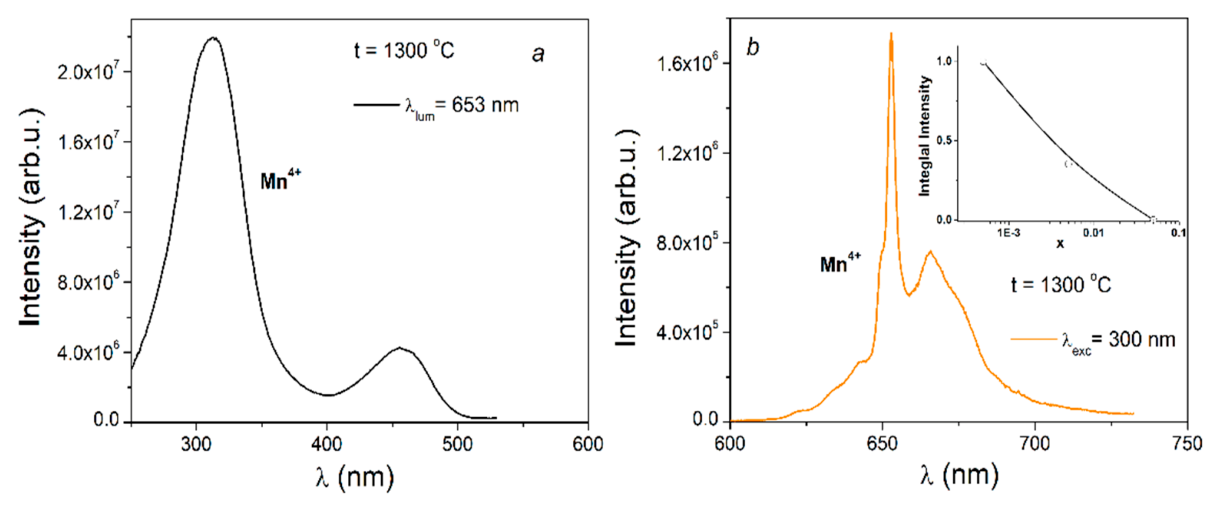 t = 1300 °C
a
λlum= 653 nm
Mn4+
2.0x10^7
1.6x10^7
1.2x10^7
8.0x10^6
4.0x10^6
0.0
300
400
500
600
Intensity (arb.u.)
λ (nm)
b
1.6x10^6
1.2x10^6
8.0x10^5
4.0x10^5
0.0
600
650
700
750
Intensity (arb.u.)
λ (nm)
Mn4+
t = 1300 °C
λexc= 300 nm
1.0
0.5
0.0
1E-3
0.01
0.1
Integlal Intensity
x